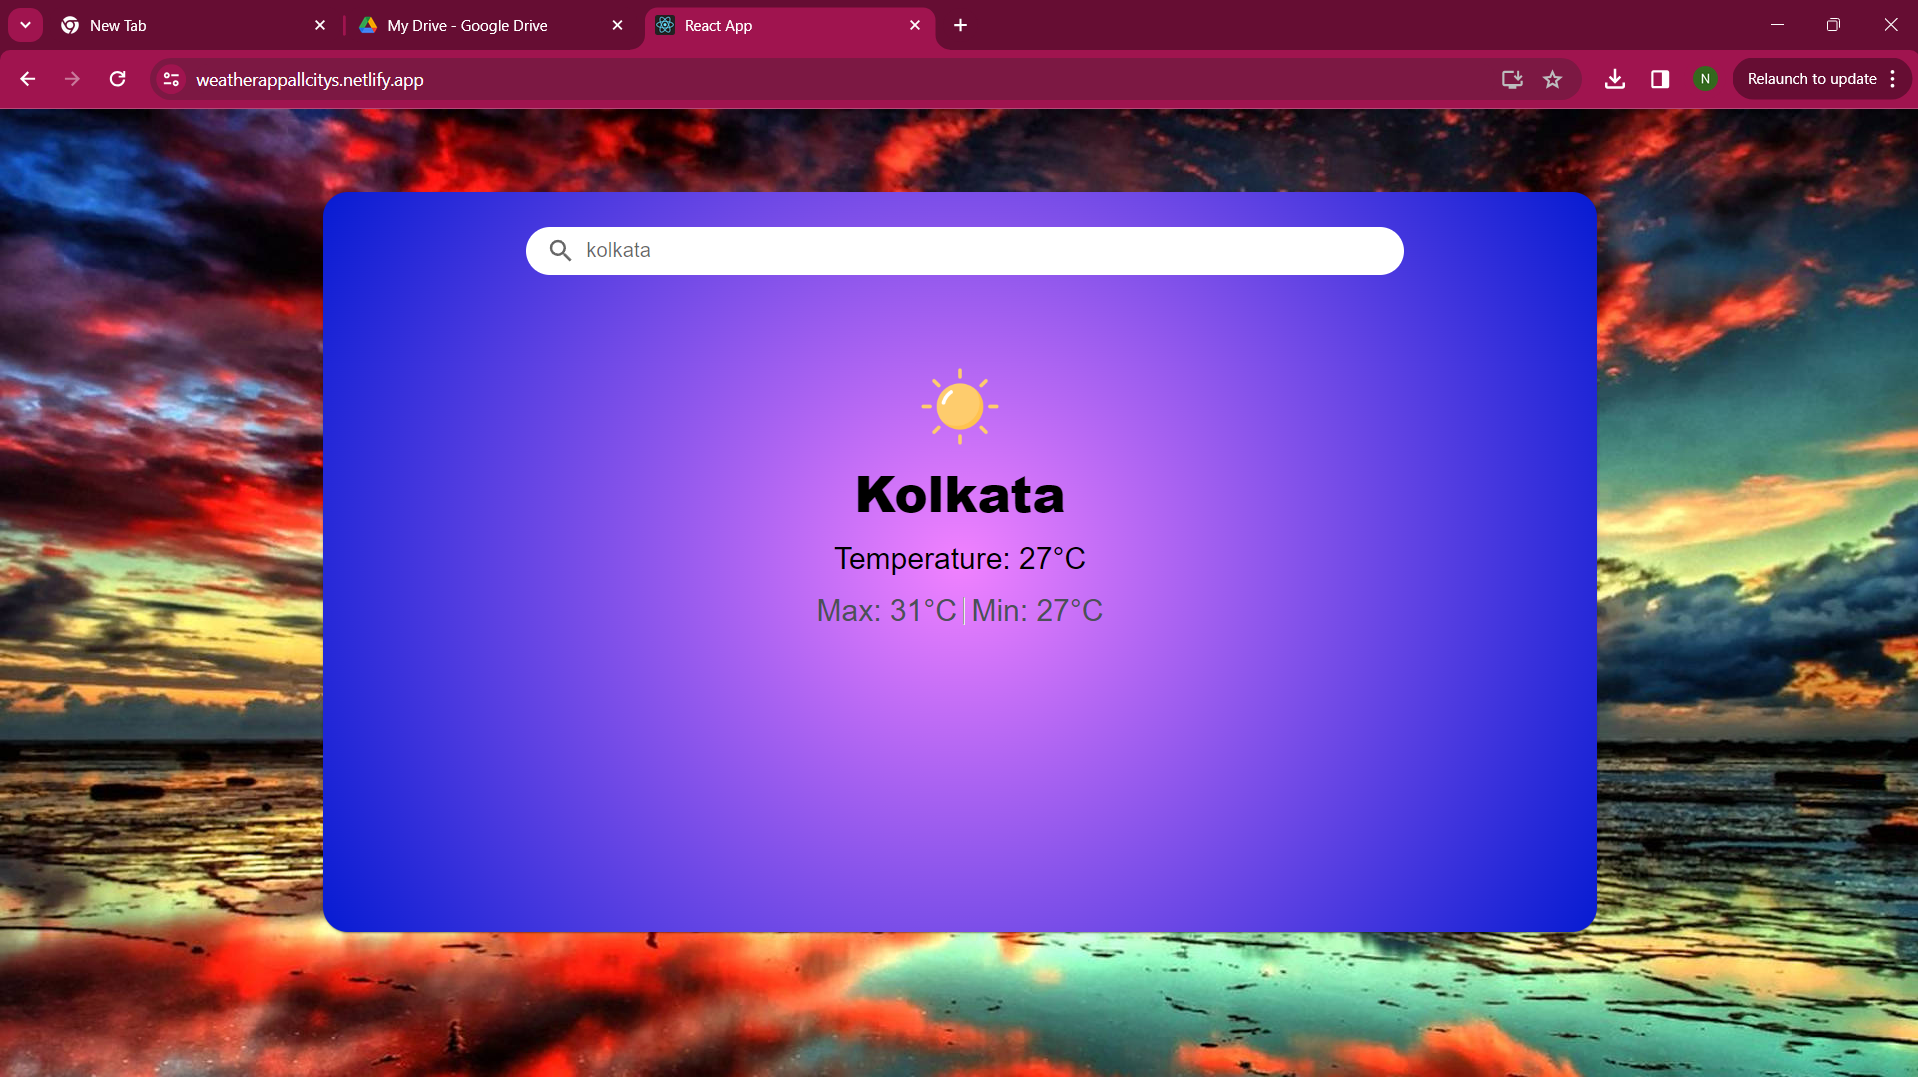 New Tab
My Drive - Google Drive
React App
weatherappallcitys.netlify.app
N
Relaunch to update
kolkata
Kolkata
Temperature: 27°C
Max: 31°C | Min: 27°C